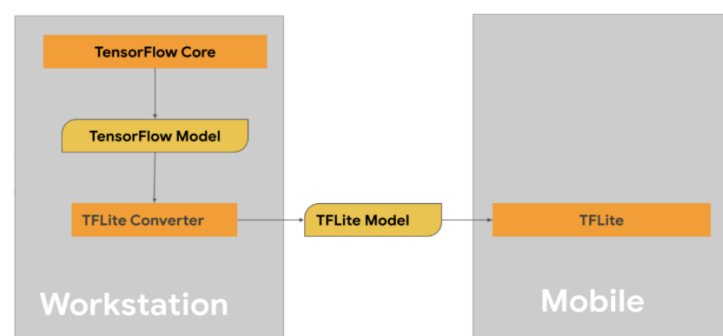 TensorFlow Core
TensorFlow Model
TFLite Converter
TFLite Model
TFLite
Workstation
Mobile